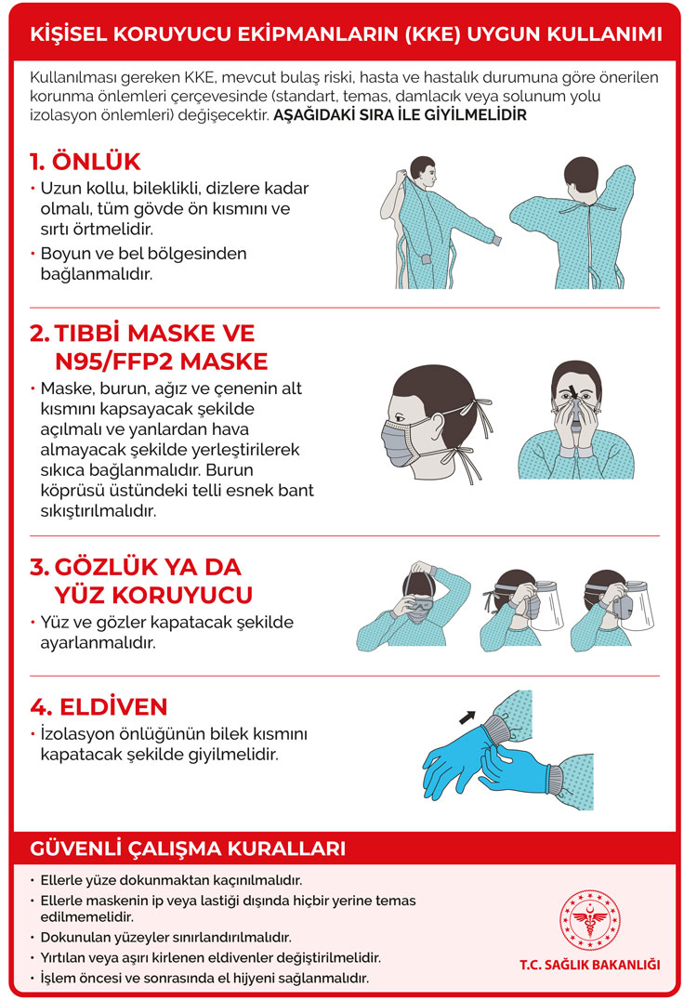 KİŞİSEL KORUYUCU EKİPMANLARIN (KKE) UYGUN KULLANIMI
Kullanılması gereken KKE, mevcut bulaş riski, hasta ve hastalık durumuna göre önerilen
korunma önlemleri çerçevesinde (standart, temas, damlacık veya solunum yolu
izolasyon önlemleri) değişecektir. AŞAĞIDAKİ SIRA İLE GİYİLMELİDİR
1. ÖNLÜK
• Uzun kollu, bileklikli, dizlere kadar
olmalı, tüm gövde ön kısmını ve
sırtı örtmelidir.
• Boyun ve bel bölgesinden
bağlanmalıdır.
2. TIBBİ MASKE VE
N95/FFP2 MASKE
• Maske, burun, ağız ve çenenin alt
kısmını kapsayacak şekilde
açılmalı ve yanlardan hava
almayacak şekilde yerleştirilerek
sıkıca bağlanmalıdır. Burun
köprüsü üstündeki telli esnek bant
sıkıştırılmalıdır.
3. GÖZLÜK YA DA
YÜZ KORUYUCU
• Yüz ve gözler kapatacak şekilde
ayarlanmalıdır.
4. ELDİVEN
• İzolasyon önlüğünün bilek kısmını
kapatacak şekilde giyilmelidir.
GÜVENLİ ÇALIŞMA KURALLARI
• Ellerle yüze dokunmaktan kaçınılmalıdır.
• Ellerle maskenin ip veya lastiği dışında hiçbir yerine temas
edilmemelidir.
• Dokunulan yüzeyler sınırlandırılmalıdır.
• Yırtılan veya aşırı kirlenen eldivenler değiştirilmelidir.
• İşlem öncesi ve sonrasında el hijyeni sağlanmalıdır.
T.C. SAĞLIK BAKANLIĞI